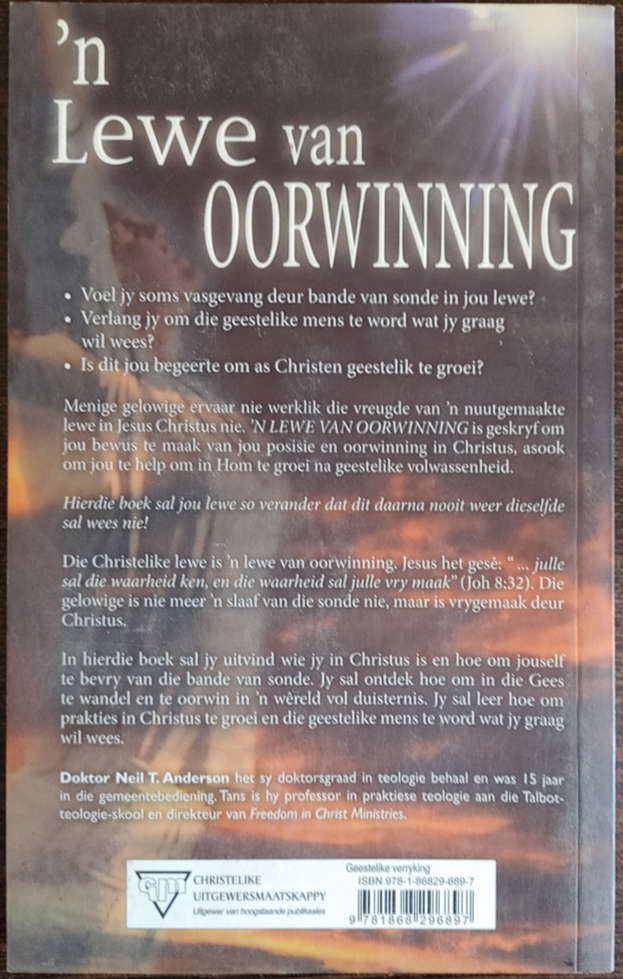 ’n
Lewe van
OORWINNING
• Voel jy soms vasgevang deur bande van sonde in jou lewe?
• Verlang jy om die geestelike mens te word wat jy graag
wil wees?
• Is dit jou begeerte om as Christen geestelik te groei?
Menige gelowige ervaar nie werklik die vreugde van ’n nuutgemaakte
lewe in Jesus Christus nie. ’N LEWE VAN OORWINNING is geskryf om
jou bewus te maak van jou posisie en oorwinning in Christus, asook
om jou te help om in Hom te groei na geestelike volwassenheid.
Hierdie boek sal jou lewe so verander dat dit daarna nooit weer dieselfde
sal wees nie!
Die Christelike lewe is ’n lewe van oorwinning. Jesus het gesê: “ ... julle
sal die waarheid ken, en die waarheid sal julle vry maak” (Joh 8:32). Die
gelowige is nie meer ’n slaaf van die sonde nie, maar is vrygemaak deur
Christus.
In hierdie boek sal jy uitvind wie jy in Christus is en hoe om jouself
te bevry van die bande van sonde. Jy sal ontdek hoe om in die Gees
te wandel en te oorwin in ’n wêreld vol duisternis. Jy sal leer hoe om
prakties in Christus te groei en die geestelike mens te word wat jy graag
wil wees.
Doktor Neil T. Anderson het sy doktorsgraad in teologie behaal en was 15 jaar
in die gemeentebediening. Tans is hy professor in praktiese teologie aan die Talbot-
teologie-skool en direkteur van Freedom in Christ Ministries.
cum
CHRISTELIKE
UITGEWERSMAATSKAPPY
Uitgewer van hoogstaande publikasies
Geestelike verryking
ISBN 978-1-86829-689-7
9 781868 296897